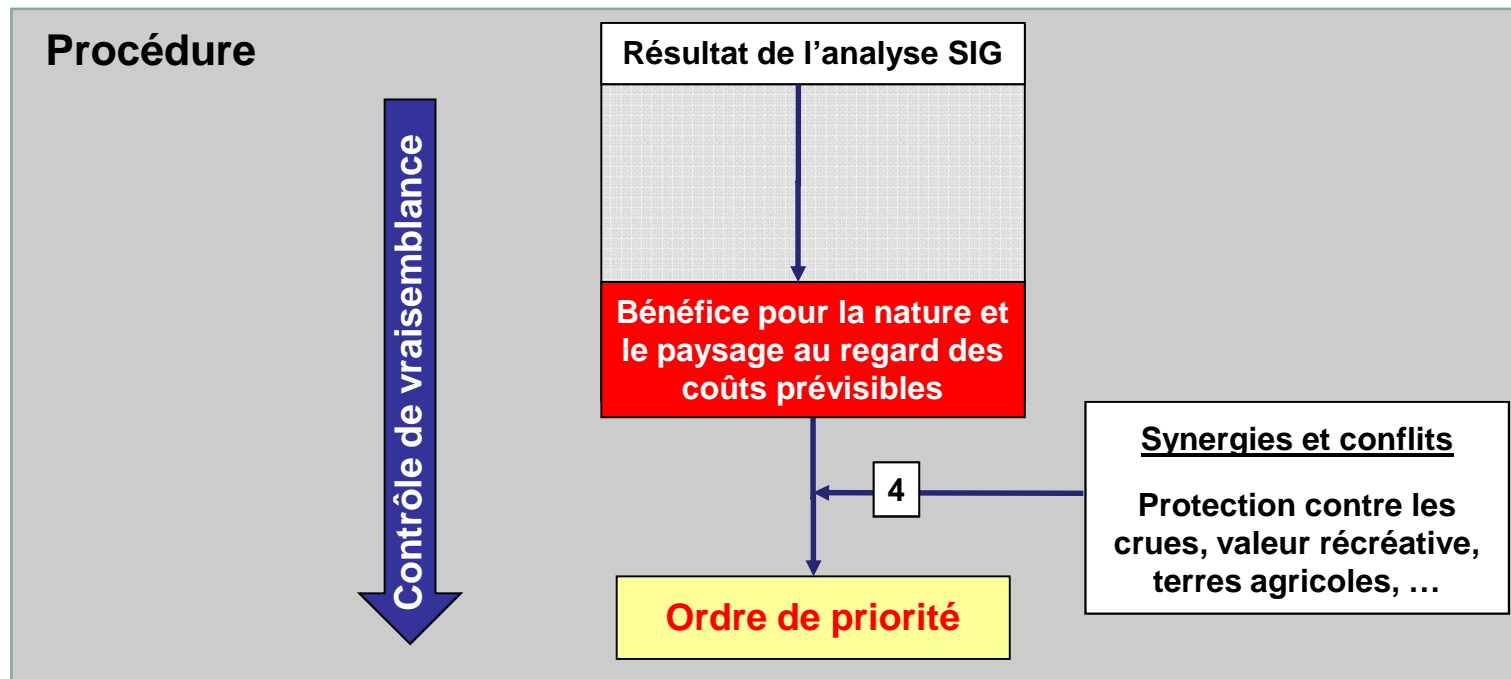 Procédure
Résultat de l’analyse SIG
Contrôle de vraisemblance
Bénéfice pour la nature et
le paysage au regard des
coûts prévisibles
4
Synergies et conflits
Protection contre les
crues, valeur récréative,
terres agricoles, …
Ordre de priorité